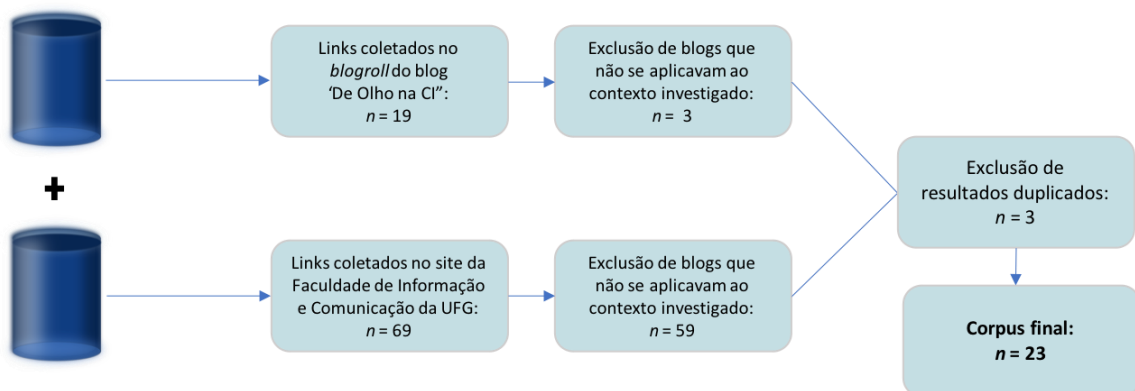 Links coletados no
blogroll do blog
‘De Olho na CI”:
n = 19
Exclusão de blogs que
não se aplicavam ao
contexto investigado:
n = 3
+
Links coletados no site da
Faculdade de Informação
e Comunicação da UFG:
n = 69
Exclusão de blogs que
não se aplicavam ao
contexto investigado:
n = 59
Exclusão de
resultados duplicados:
n = 3
Corpus final:
n = 23